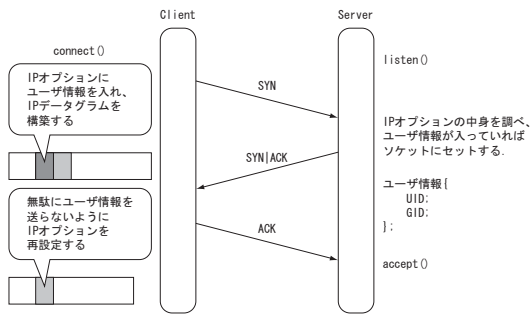 Client
Server
connect()
listen()
IPオプションに
ユーザ情報を入れ、
IPデータグラムを
構築する
SYN
IPオプションの中身を調べ、
ユーザ情報が入っていれば
ソケットにセットする.
SYN|ACK
ユーザ情報{
UID;
GID;
};
無駄にユーザ情報を
送らないように
IPオプションを
再設定する
ACK
accept()